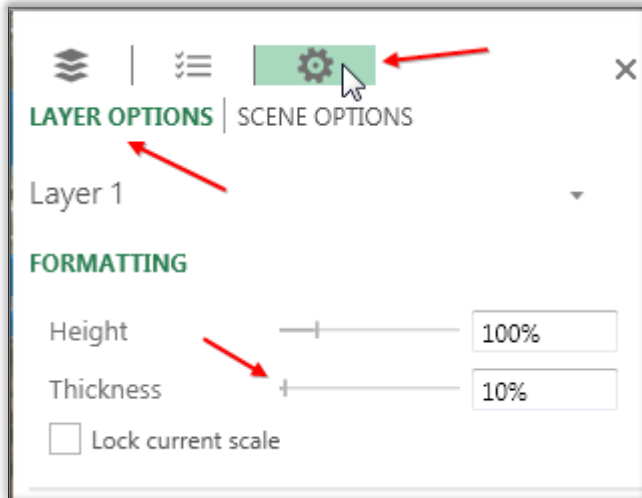 LAYER OPTIONS SCENE OPTIONS
Layer 1
FORMATTING
Height 100%
Thickness 10%
Lock current scale